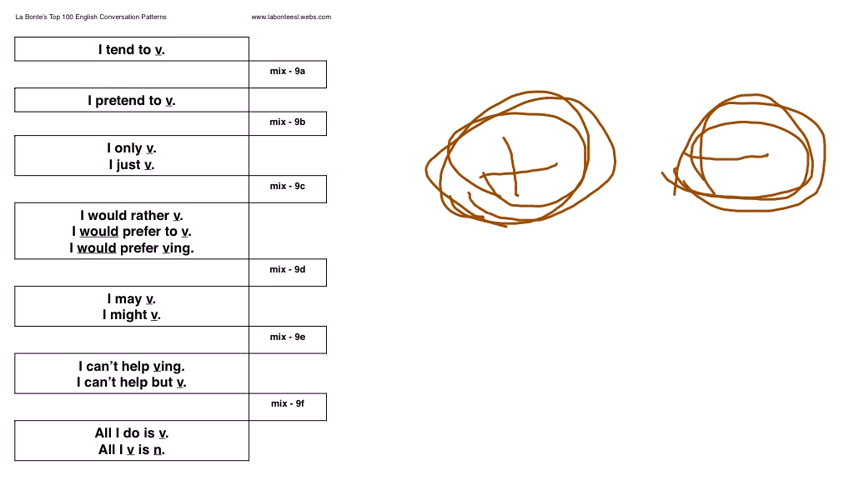 La Bonte's Top 100 English Conversation Patterns
www.labonteesl.webs.com
I tend to v.
mix - 9a
I pretend to v.
mix - 9b
I only v.
I just v.
mix - 9c
I would rather v.
I would prefer to v.
I would prefer ving.
mix - 9d
I may v.
I might v.
mix - 9e
I can't help ving.
I can't help but v.
mix - 9f
All I do is v.
All I v is n.
+
-